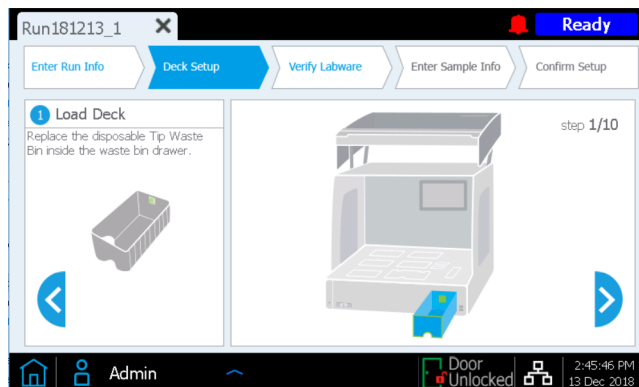 Run181213_1
Ready
Enter Run Info
Deck Setup
Verify Labware
Enter Sample Info
Confirm Setup
1 Load Deck
Replace the disposable Tip Waste
Bin inside the waste bin drawer.
step 1/10
Admin
Door
Unlocked
2:45:46 PM
13 Dec 2018